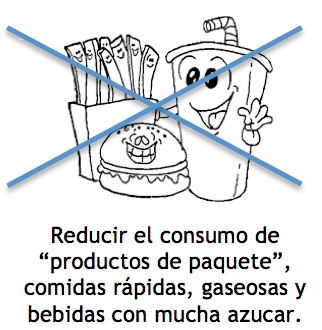 Reducir el consumo de
“productos de paquete”,
comidas rápidas, gaseosas y
bebidas con mucha azucar.